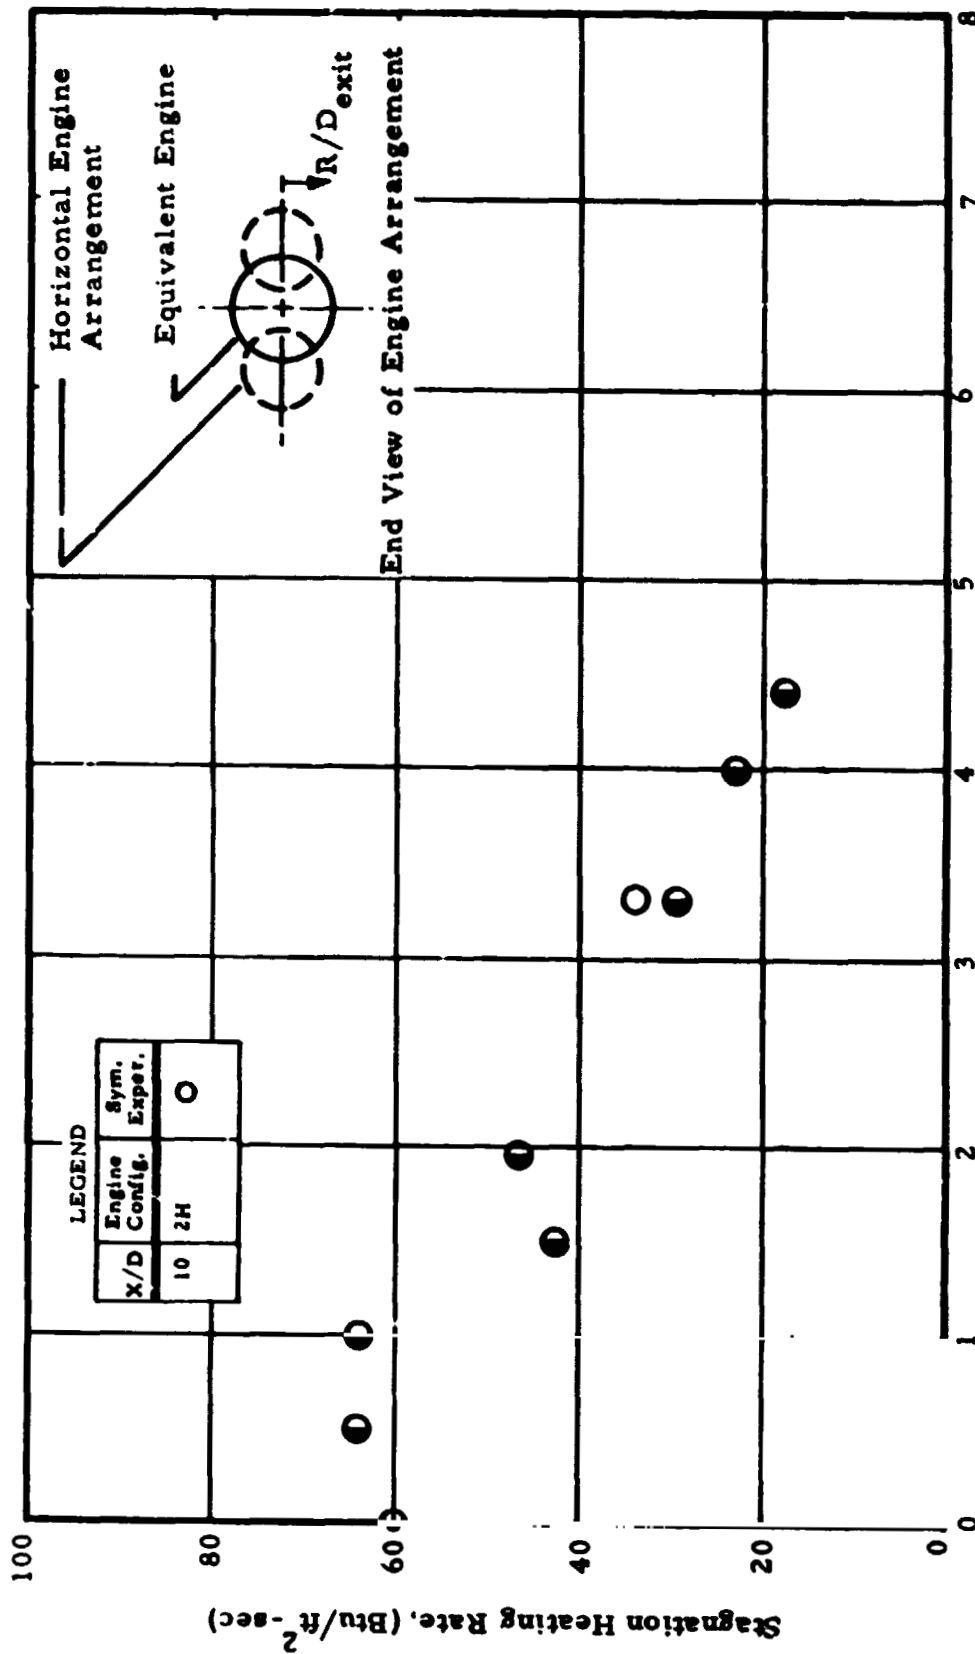 Stagnation Heating Rate, (Btu/ft²-sec)
100
80
60
40
20
0
0 1 2 3 4 5 6 7 8
LEGEND
X/D Engine Config. Sym. Exper.
10 2H O
Horizontal Engine
Arrangement
Equivalent Engine
R/D exit
End View of Engine Arrangement